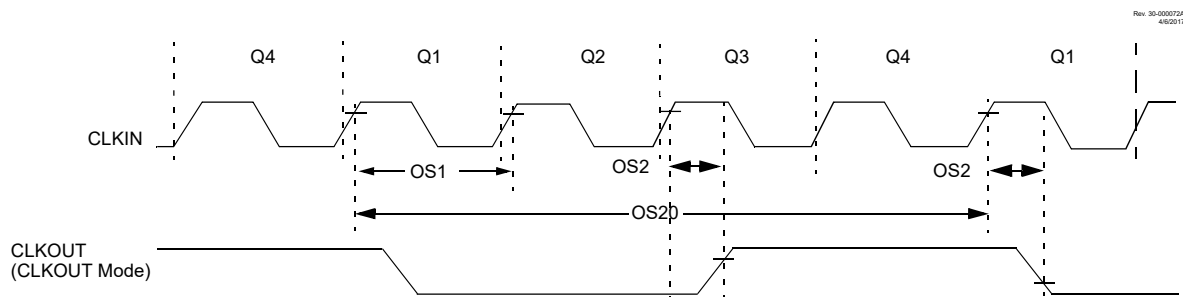 Rev. 30-000072A
4/6/2017
Q4 Q1 Q2 Q3 Q4 Q1
CLKIN
OS1 OS2 OS2
OS20
CLKOUT
(CLKOUT Mode)